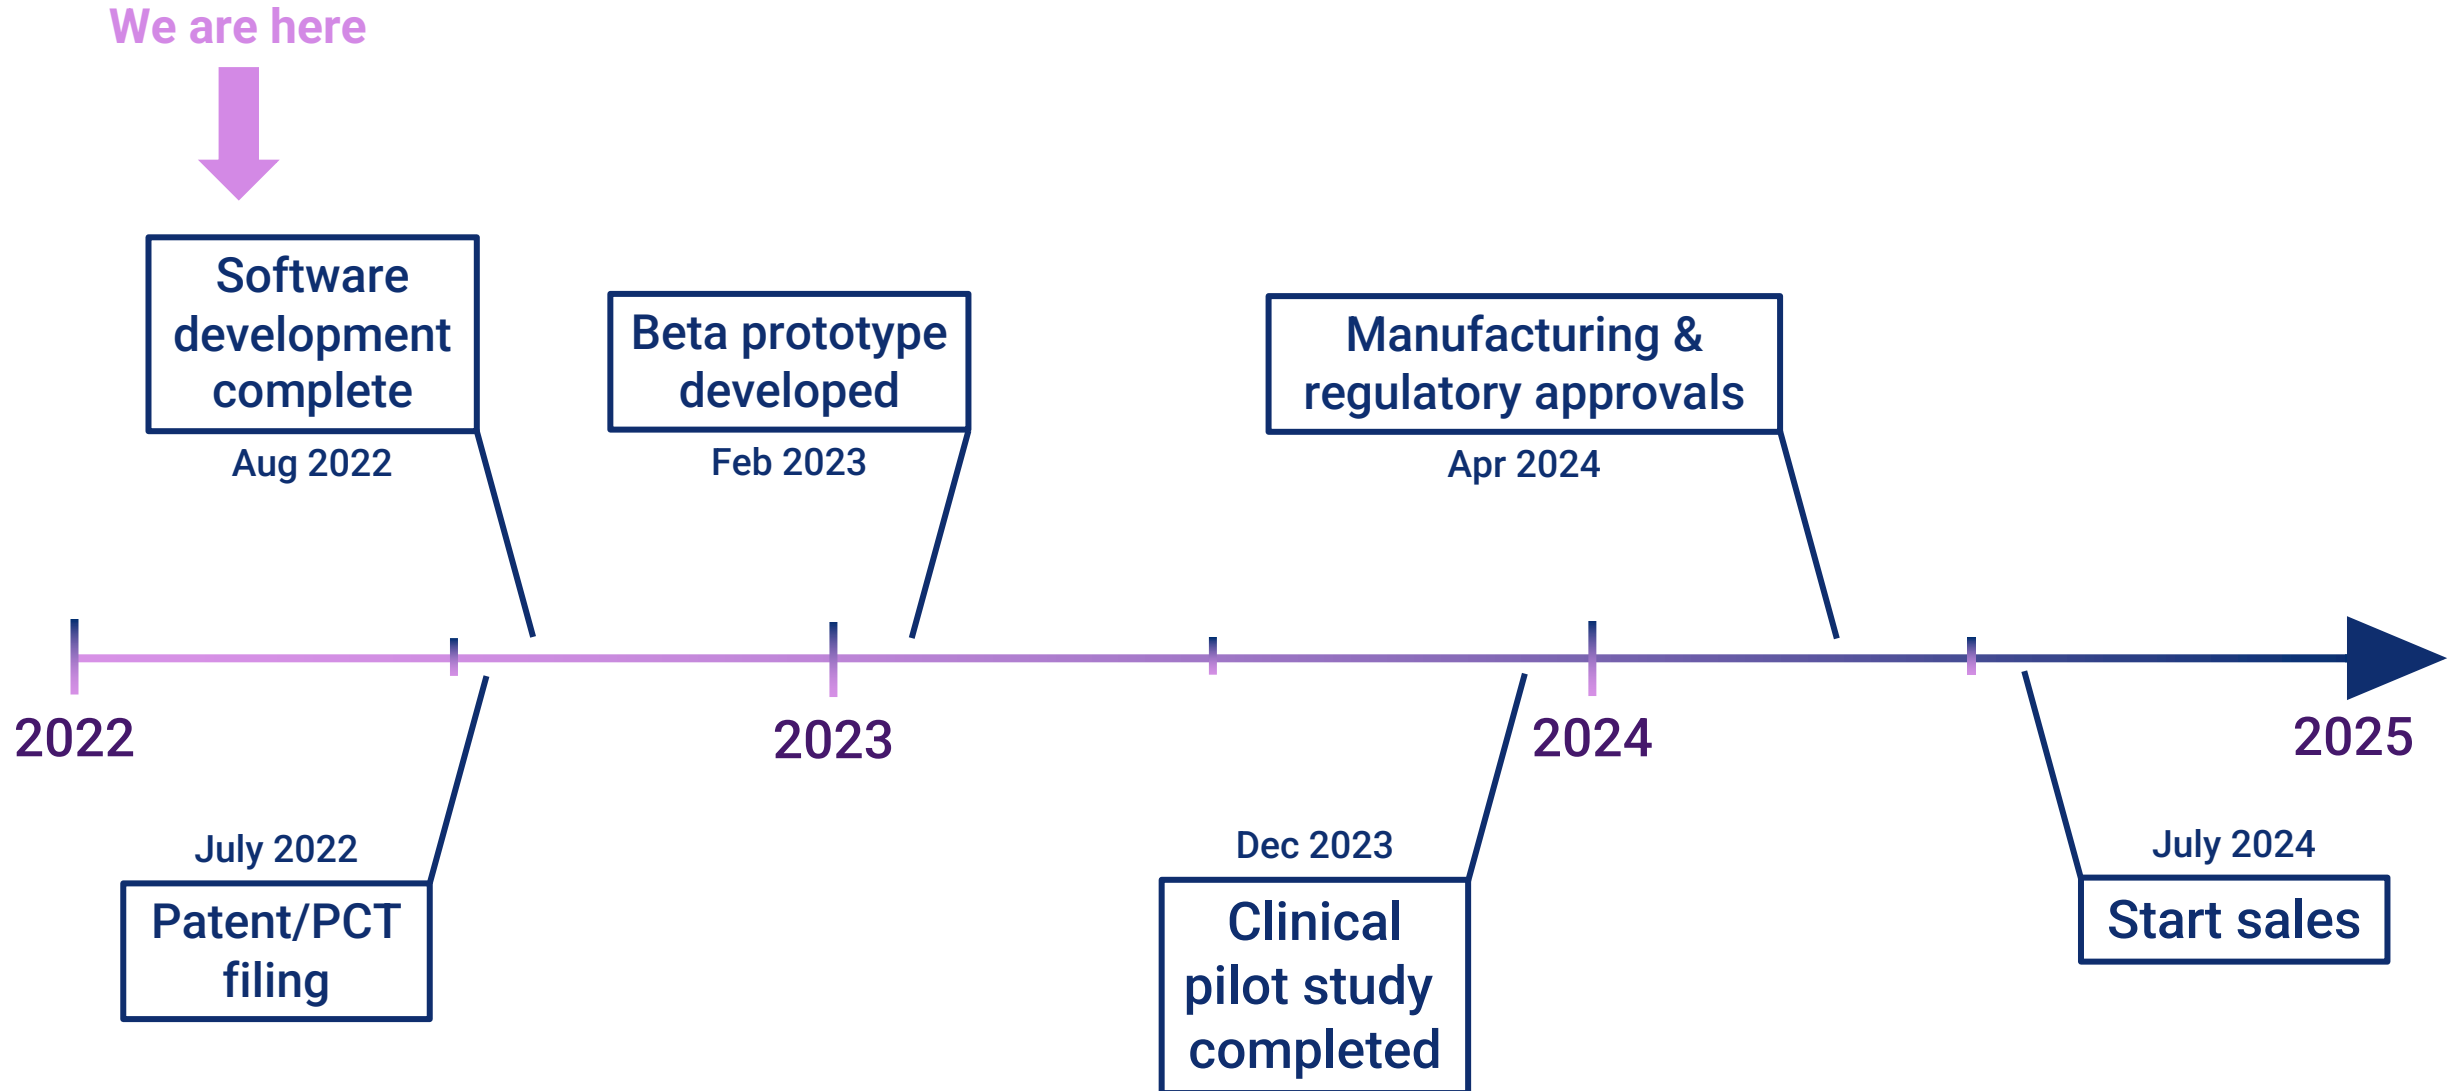 We are here
Software
development
complete
Aug 2022
Beta prototype
developed
Feb 2023
Manufacturing &
regulatory approvals
Apr 2024
2022
2023
2024
2025
July 2022
Patent/PCT
filing
Dec 2023
Clinical
pilot study
completed
July 2024
Start sales